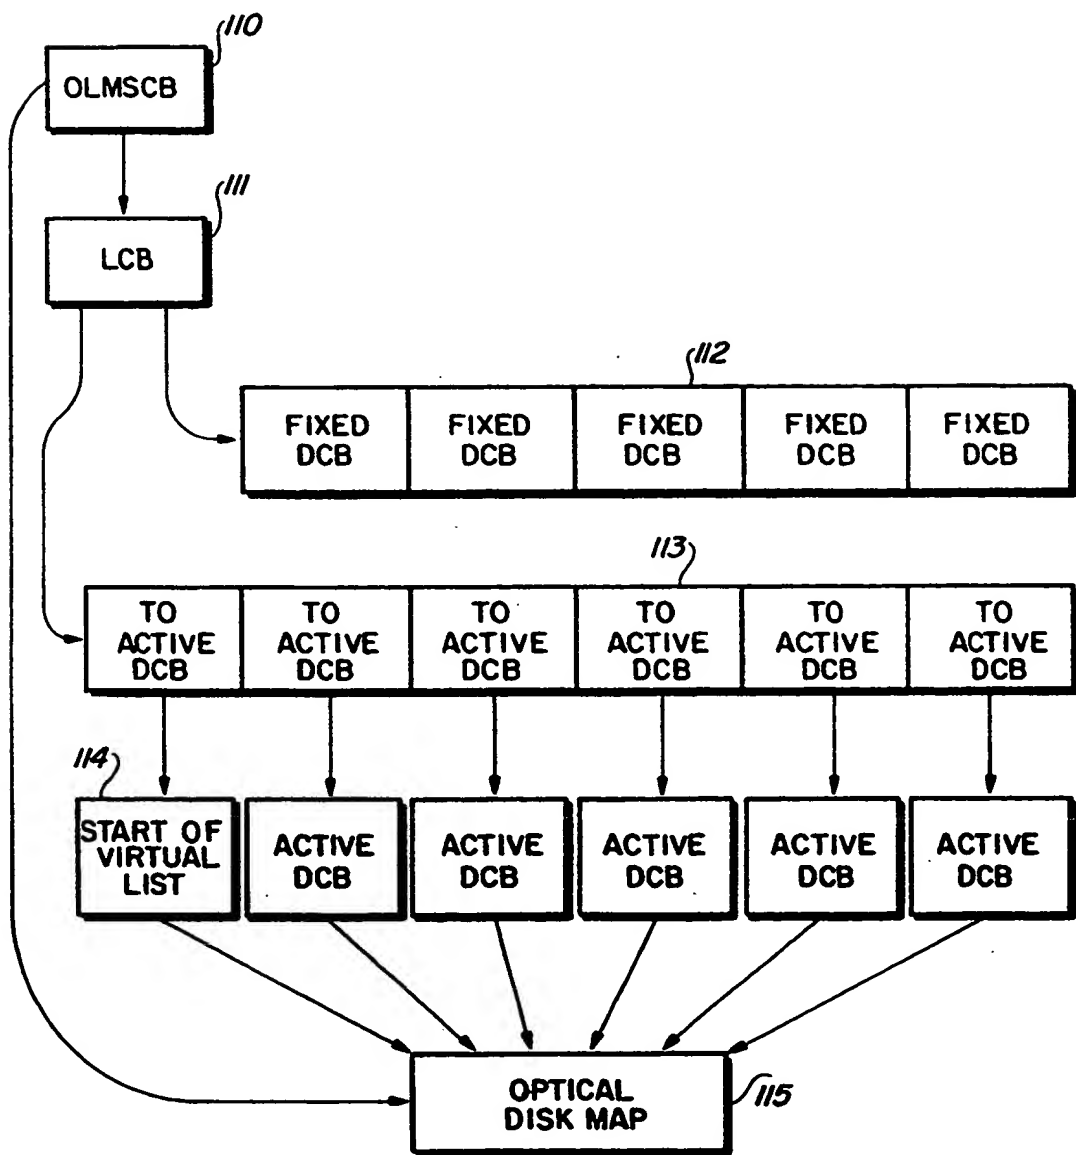 110
OLMSCB
111
LCB
112
FIXED DCB
FIXED DCB
FIXED DCB
FIXED DCB
FIXED DCB
113
TO ACTIVE DCB
TO ACTIVE DCB
TO ACTIVE DCB
TO ACTIVE DCB
TO ACTIVE DCB
TO ACTIVE DCB
114
START OF VIRTUAL LIST
ACTIVE DCB
ACTIVE DCB
ACTIVE DCB
ACTIVE DCB
ACTIVE DCB
OPTICAL DISK MAP
115